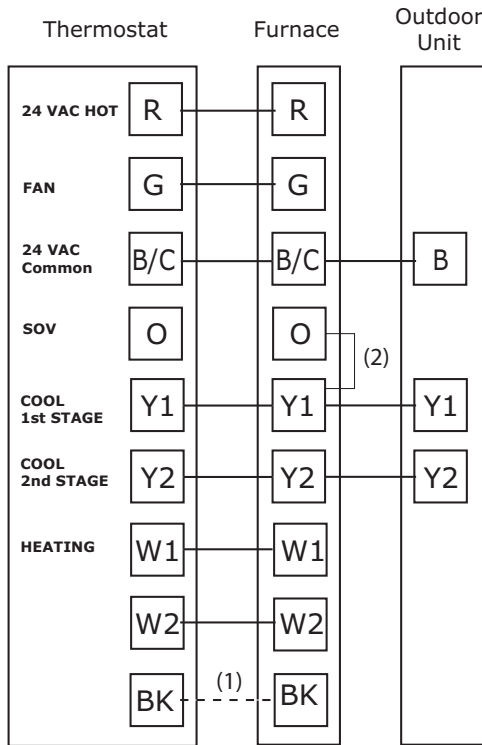 Thermostat Furnace Outdoor
Unit
24 VAC HOT R R
FAN G G
24 VAC
Common B/C B/C B
SOV O O
(2)
COOL
1st STAGE Y1 Y1 Y1
COOL
2nd STAGE Y2 Y2 Y2
HEATING W1 W1
W2 W2
BK (1) BK